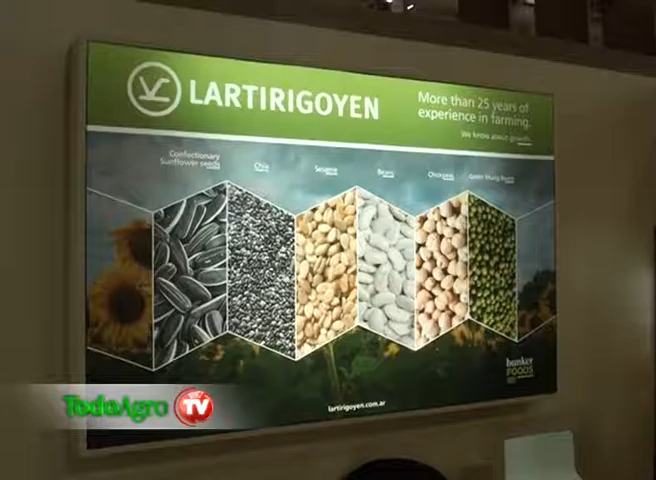 LARTIRIGOYEN
More than 25 years of
experience in farming.
We know about growth.
Confectionary
Sunflower seeds
Chia
Sesame
Beans
Chickpeas
Green Mung Beans
bunker
FOODS
TodoAgro TV
lartirigoyen.com.ar